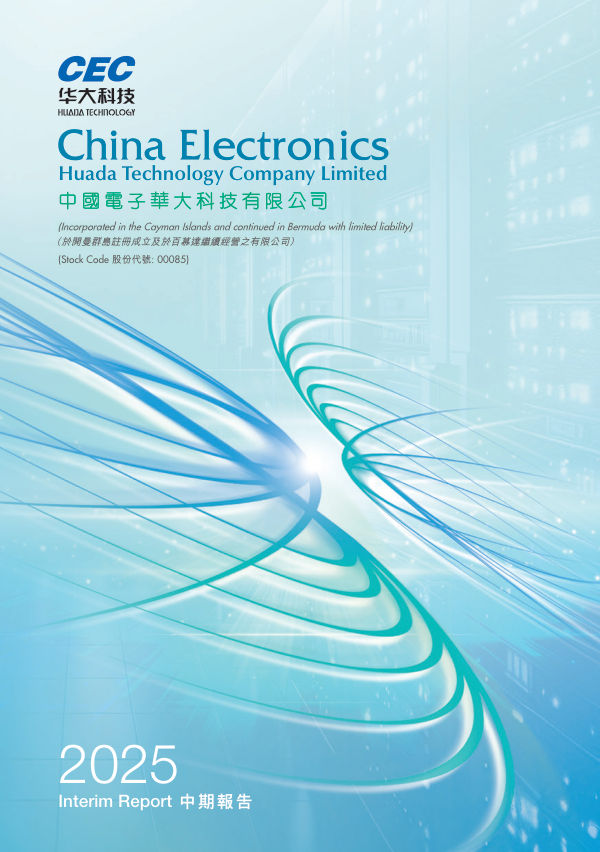 CEC
华大科技
HUADA TECHNOLOGY
China Electronics
Huada Technology Company Limited
中國電子華大科技有限公司
(Incorporated in the Cayman Islands and continued in Bermuda with limited liability)
(於開曼群島註冊成立及於百慕達繼續經營之有限公司)
(Stock Code 股份代號: 00085)
2025
Interim Report 中期報告